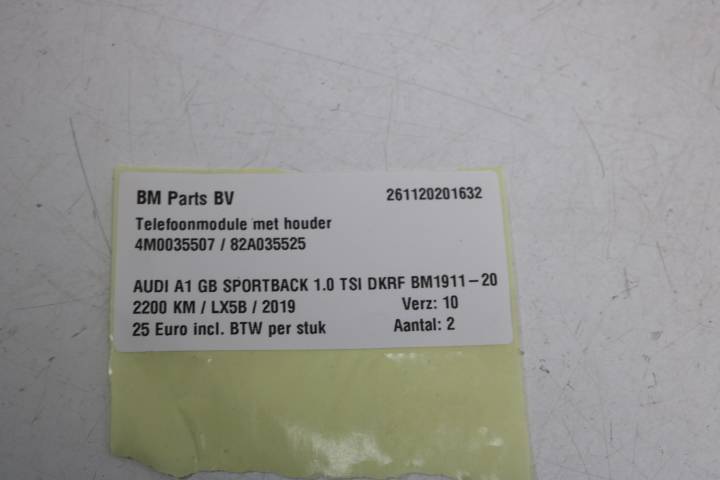 BM Parts BV 261120201632
Telefoonmodule met houder
4M0035507 / 82A035525
AUDI A1 GB SPORTBACK 1.0 TSI DKRF BM1911-20
2200 KM / LX5B / 2019 Verz: 10
25 Euro incl. BTW per stuk Aantal: 2